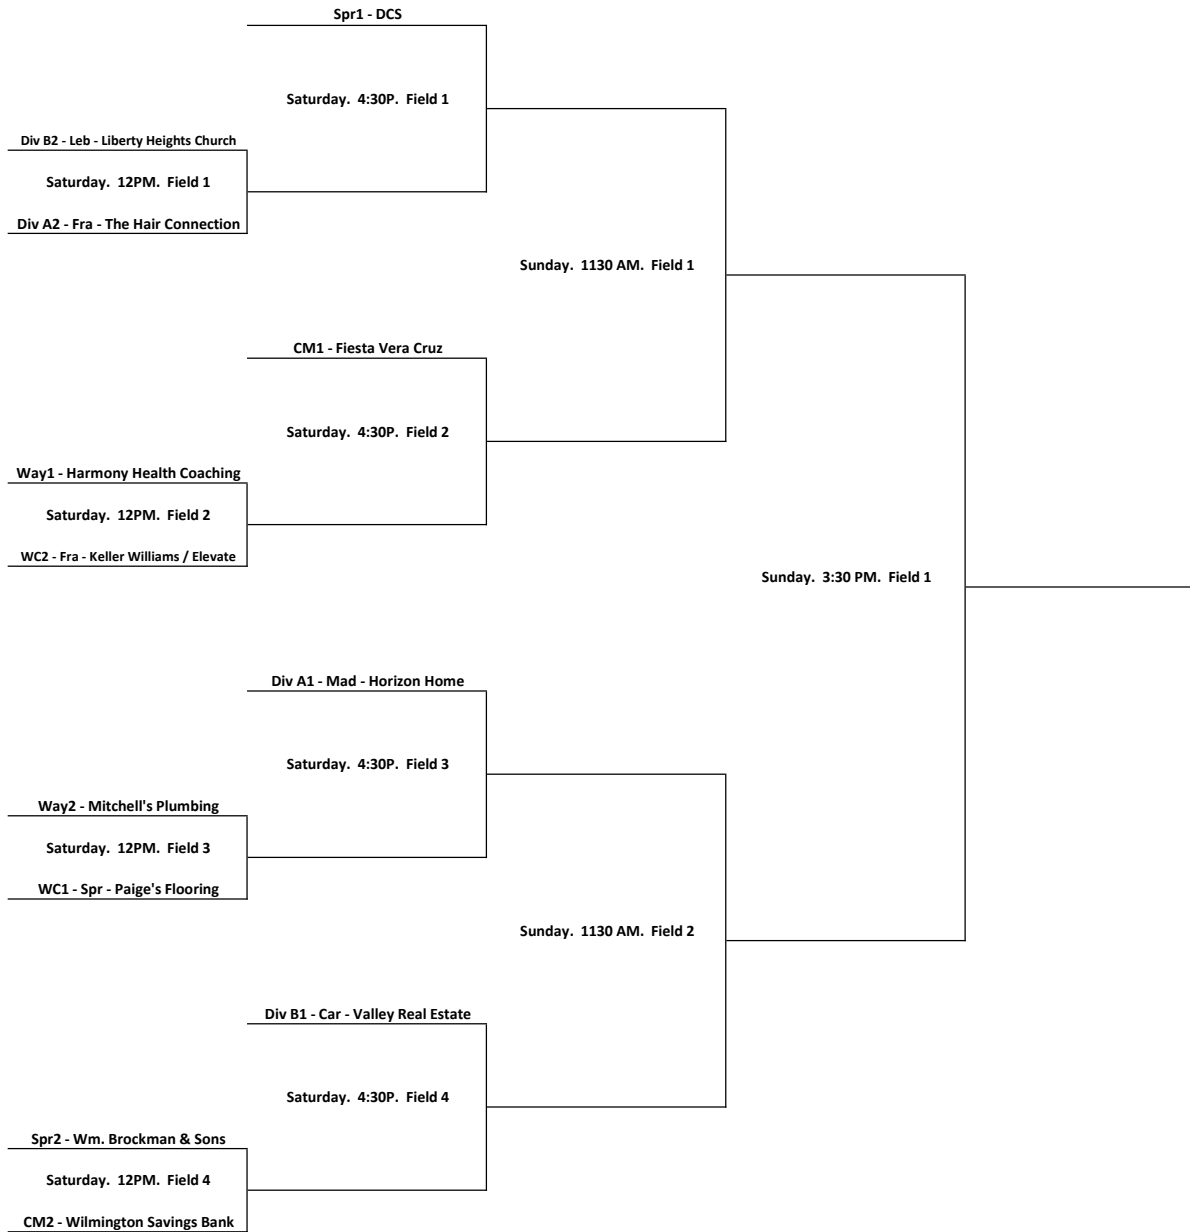 Spr1 - DCS
Saturday.  4:30P.  Field 1
Div B2 - Leb - Liberty Heights Church
Saturday.  12PM.  Field 1
Div A2 - Fra - The Hair Connection
Sunday.  1130 AM.  Field 1
CM1 - Fiesta Vera Cruz
Saturday.  4:30P.  Field 2
Way1 - Harmony Health Coaching
Saturday.  12PM.  Field 2
WC2 - Fra - Keller Williams / Elevate
Sunday.  3:30 PM.  Field 1
Div A1 - Mad - Horizon Home
Saturday.  4:30P.  Field 3
Way2 - Mitchell's Plumbing
Saturday.  12PM.  Field 3
WC1 - Spr - Paige's Flooring
Sunday.  1130 AM.  Field 2
Div B1 - Car - Valley Real Estate
Saturday.  4:30P.  Field 4
Spr2 - Wm. Brockman & Sons
Saturday.  12PM.  Field 4
CM2 - Wilmington Savings Bank